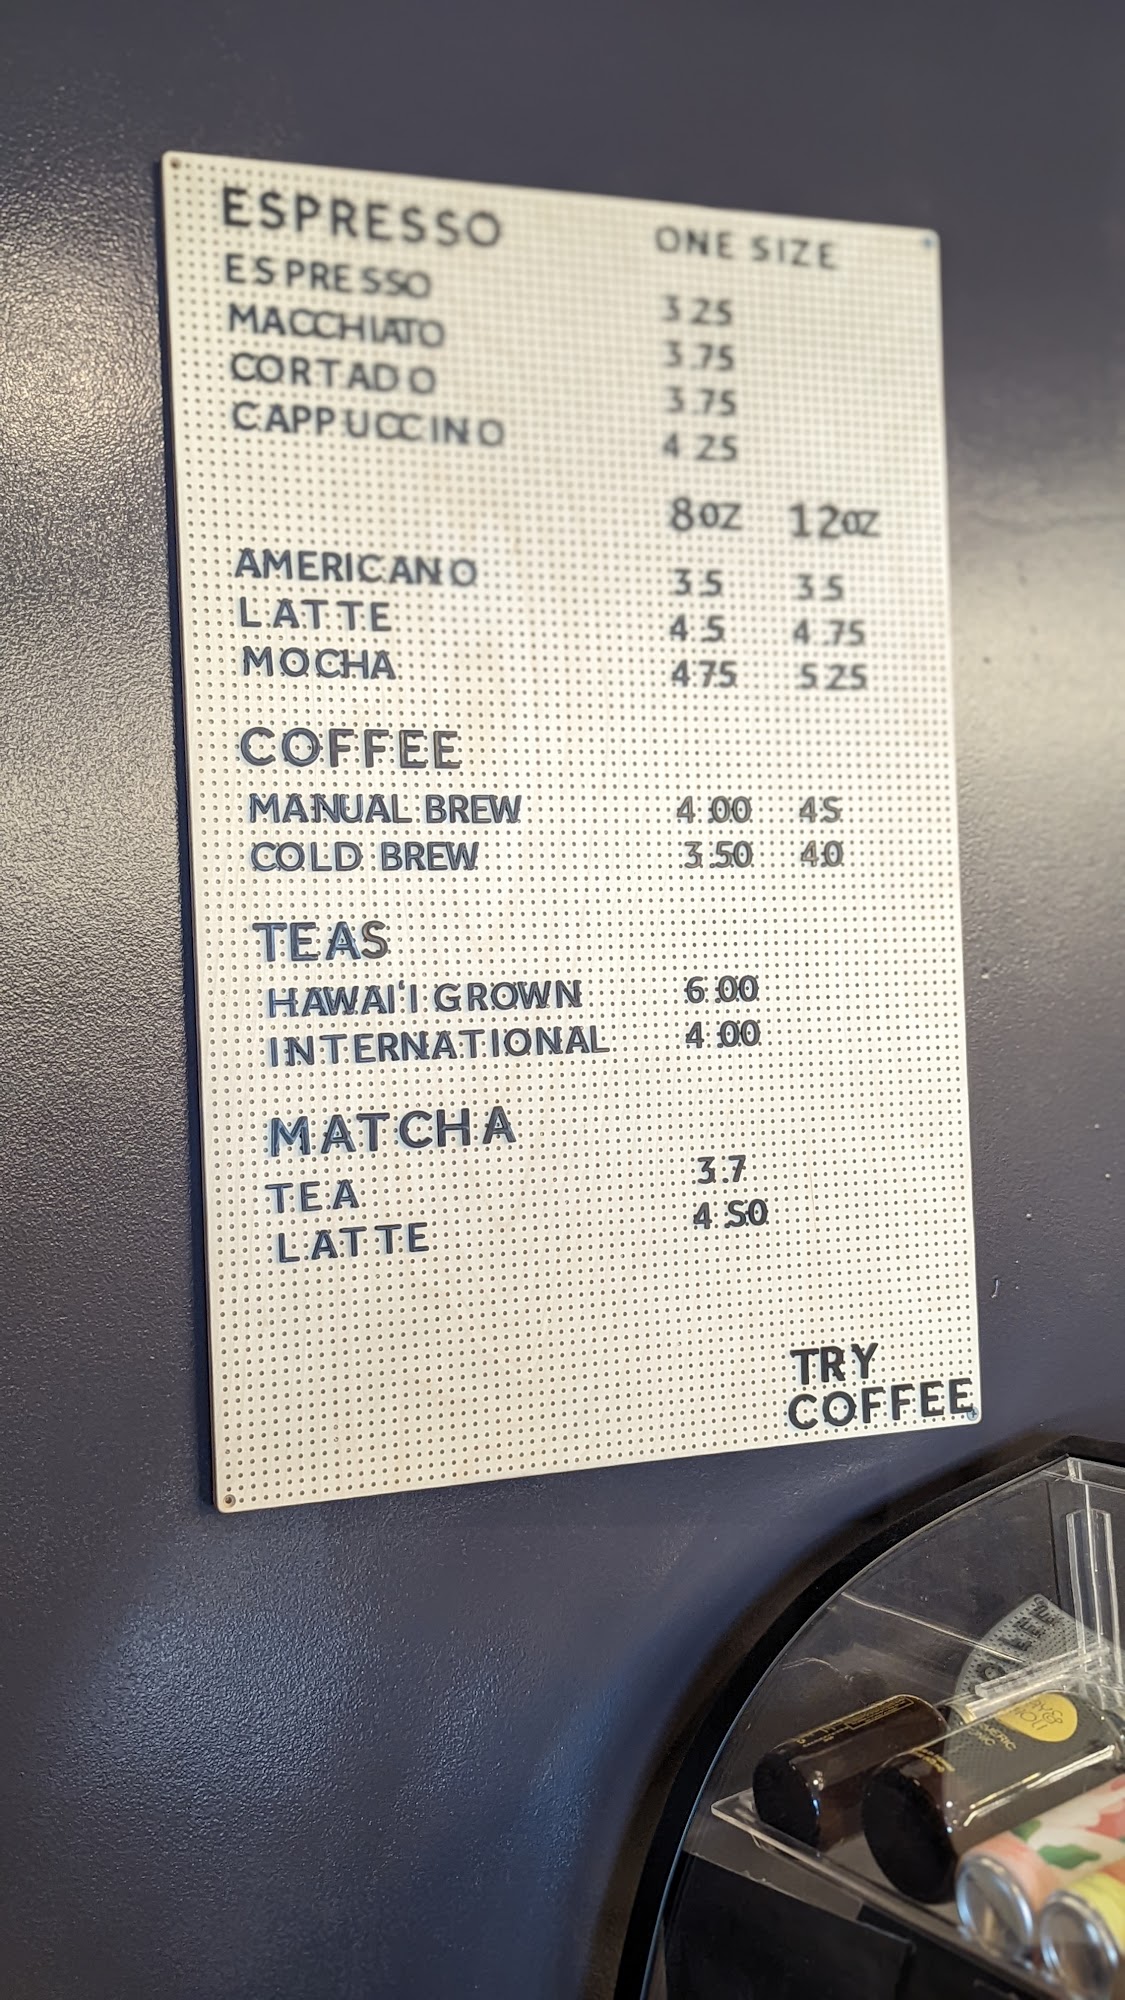 ESPRESSO ONE SIZE
ESPRESSO 3 25
MACCHIATO 3.75
CORTADO 3.75
CAPPUCCINO 4 25
8OZ 12OZ
AMERICANO 3.5 3.5
LATTE 4.5 4.75
MOCHA 4 75 5 25
COFFEE
MANUAL BREW 4 00 4 5
COLD BREW 3 50 4 0
TEAS
HAWAIʻI GROWN 6 00
INTERNATIONAL 4 00
MATCHA
TEA 3.7
LATTE 4 50
TRY
COFFEE